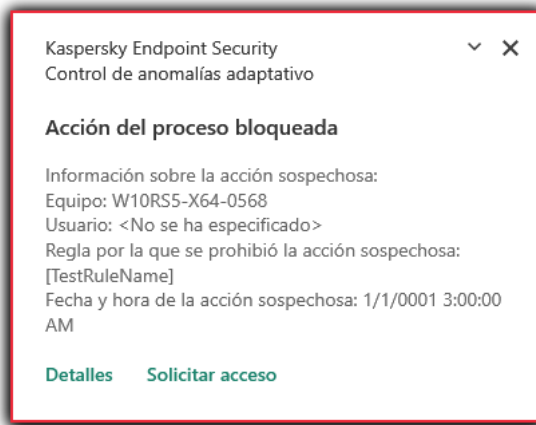 Kaspersky Endpoint Security
Control de anomalías adaptativo
Acción del proceso bloqueada
Información sobre la acción sospechosa:
Equipo: W10RS5-X64-0568
Usuario: <No se ha especificado>
Regla por la que se prohibió la acción sospechosa:
[TestRuleName]
Fecha y hora de la acción sospechosa: 1/1/0001 3:00:00
AM
Detalles Solicitar acceso